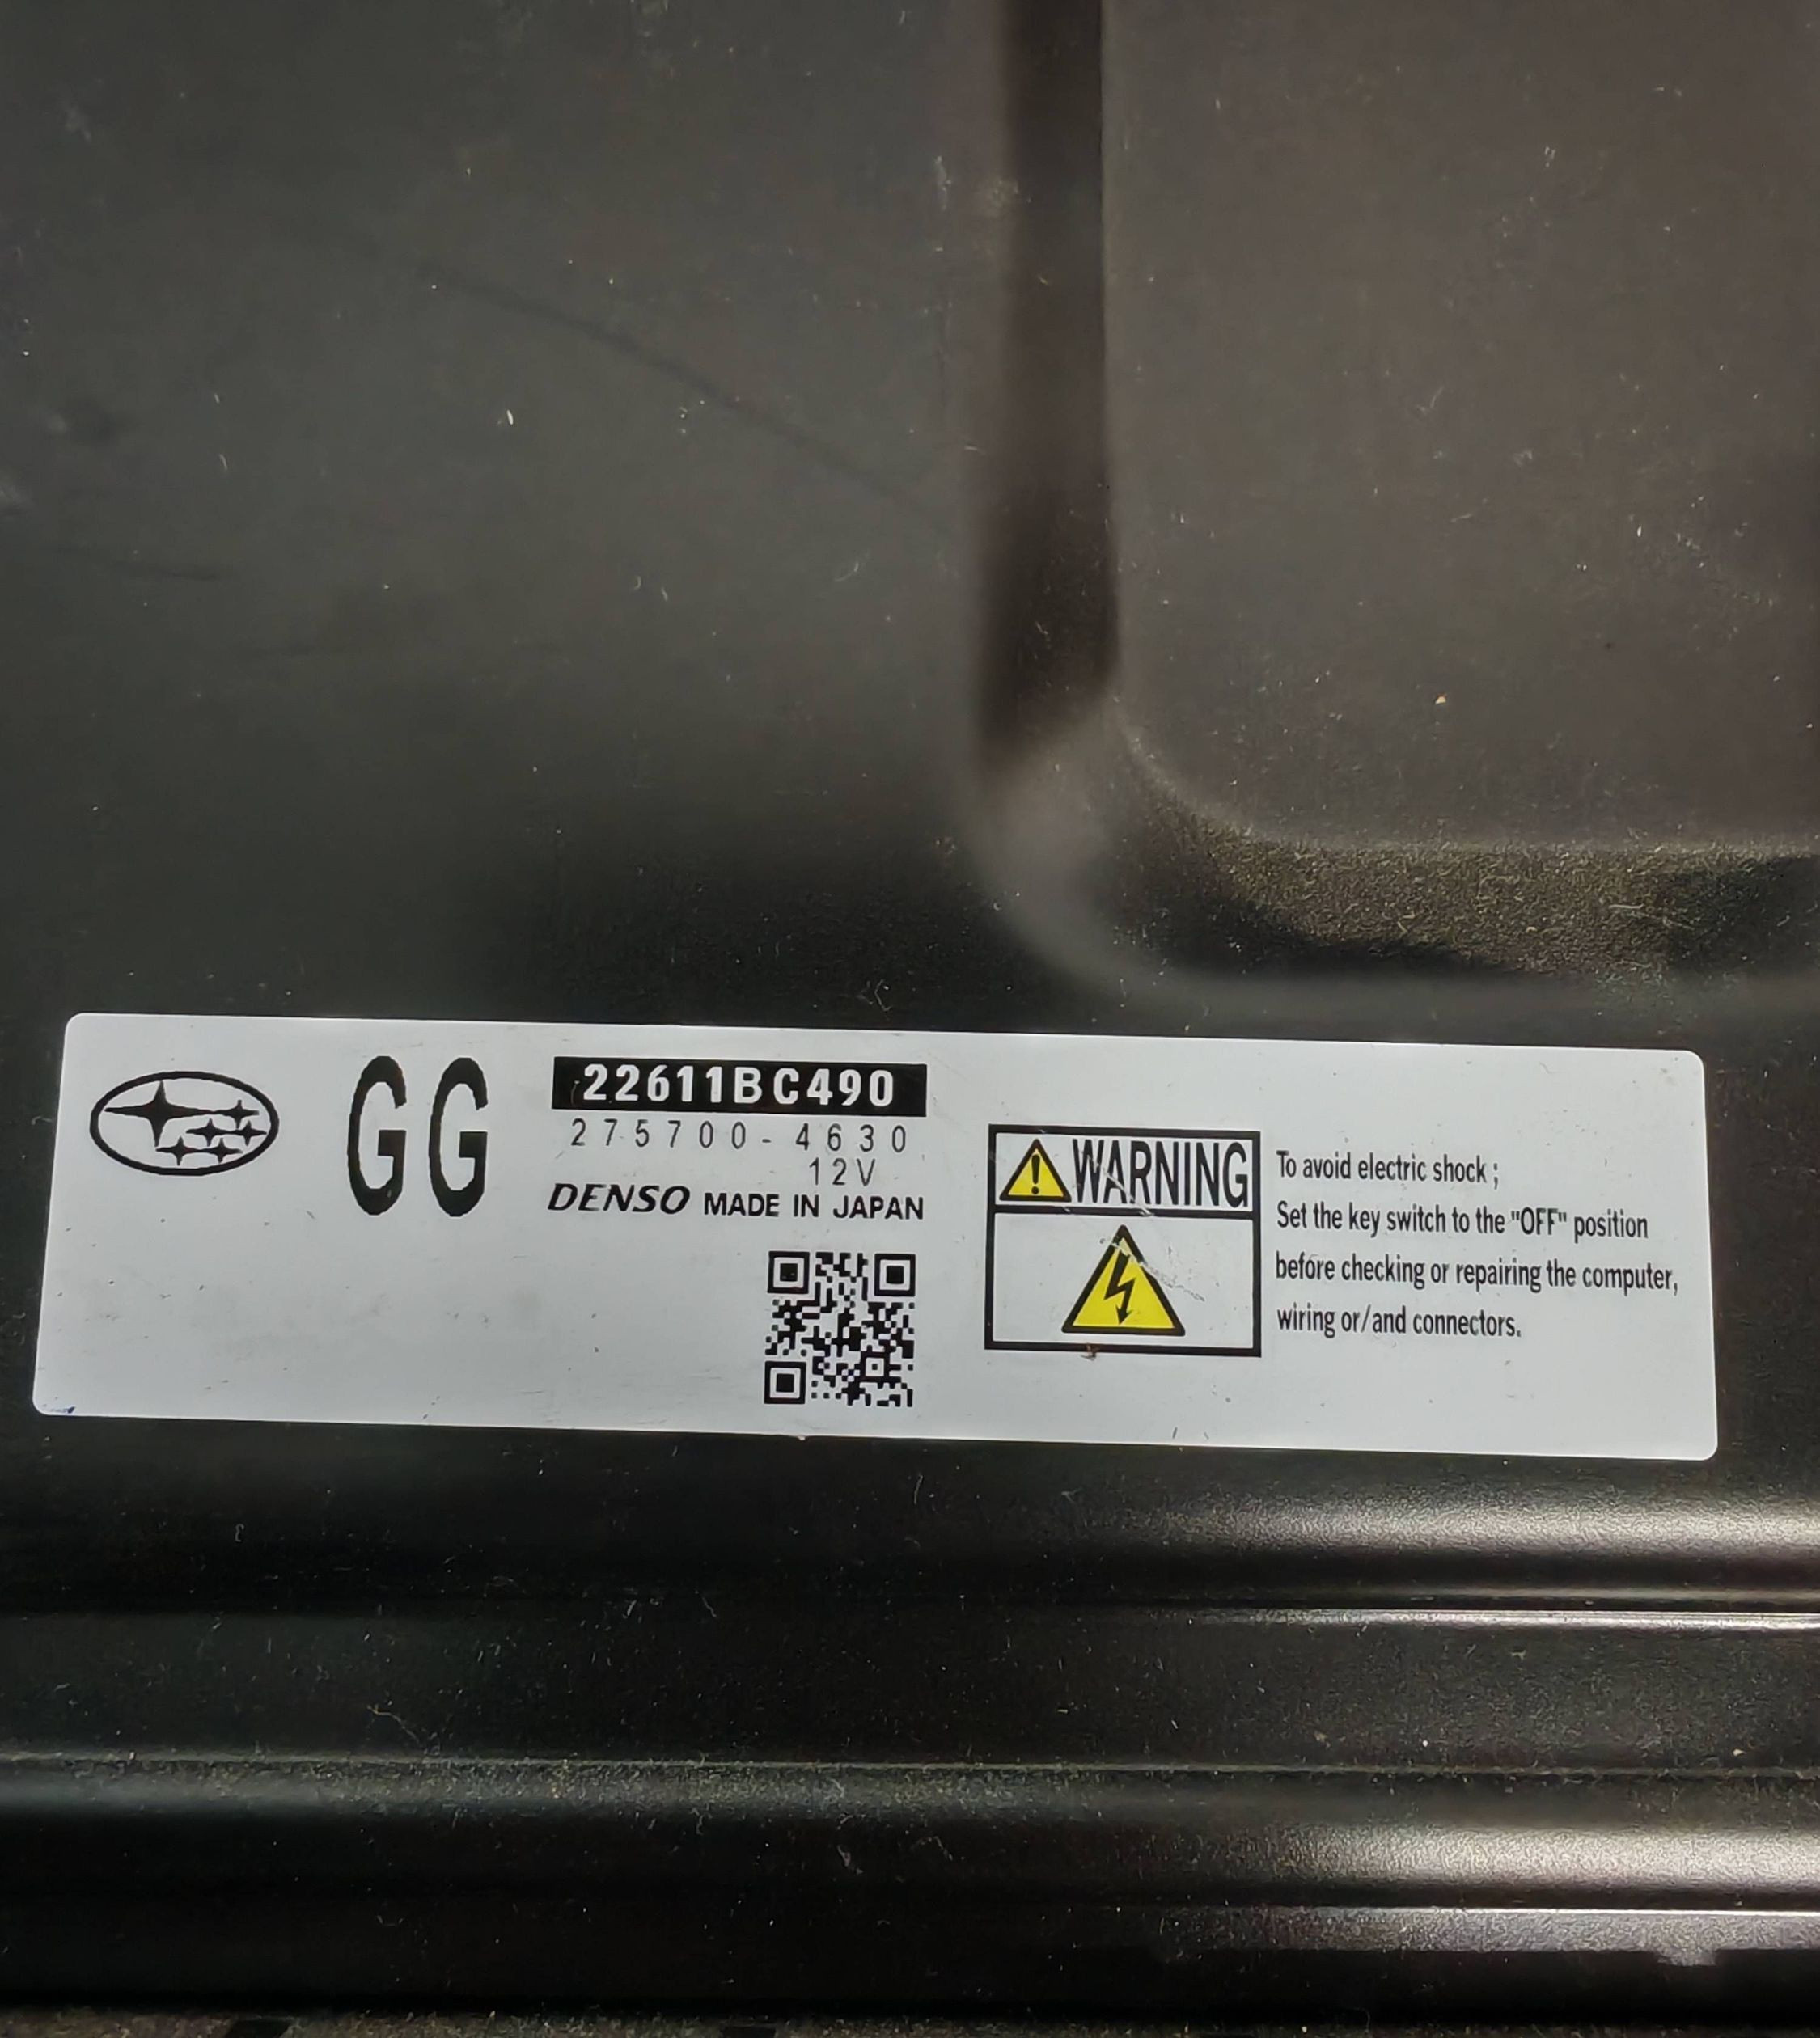 GG
22611BC490
275700-4630
12V
DENSO MADE IN JAPAN
WARNING
To avoid electric shock ;
Set the key switch to the "OFF" position
before checking or repairing the computer,
wiring or/and connectors.